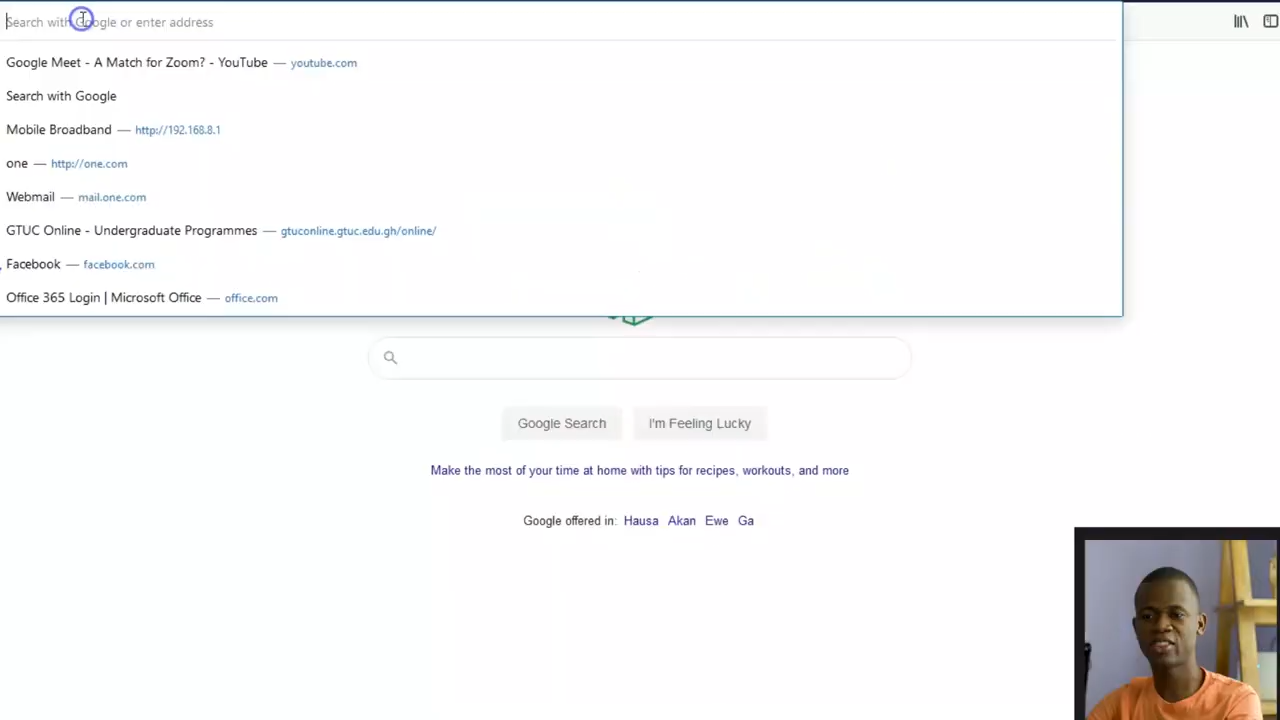 Search with Google or enter address
Google Meet - A Match for Zoom? - YouTube — youtube.com
Search with Google
Mobile Broadband — http://192.168.8.1
one — http://one.com
Webmail — mail.one.com
GTUC Online - Undergraduate Programmes — gtuconline.gtuc.edu.gh/online/
Facebook — facebook.com
Office 365 Login | Microsoft Office — office.com
Google Search
I'm Feeling Lucky
Make the most of your time at home with tips for recipes, workouts, and more
Google offered in: Hausa Akan Ewe Ga